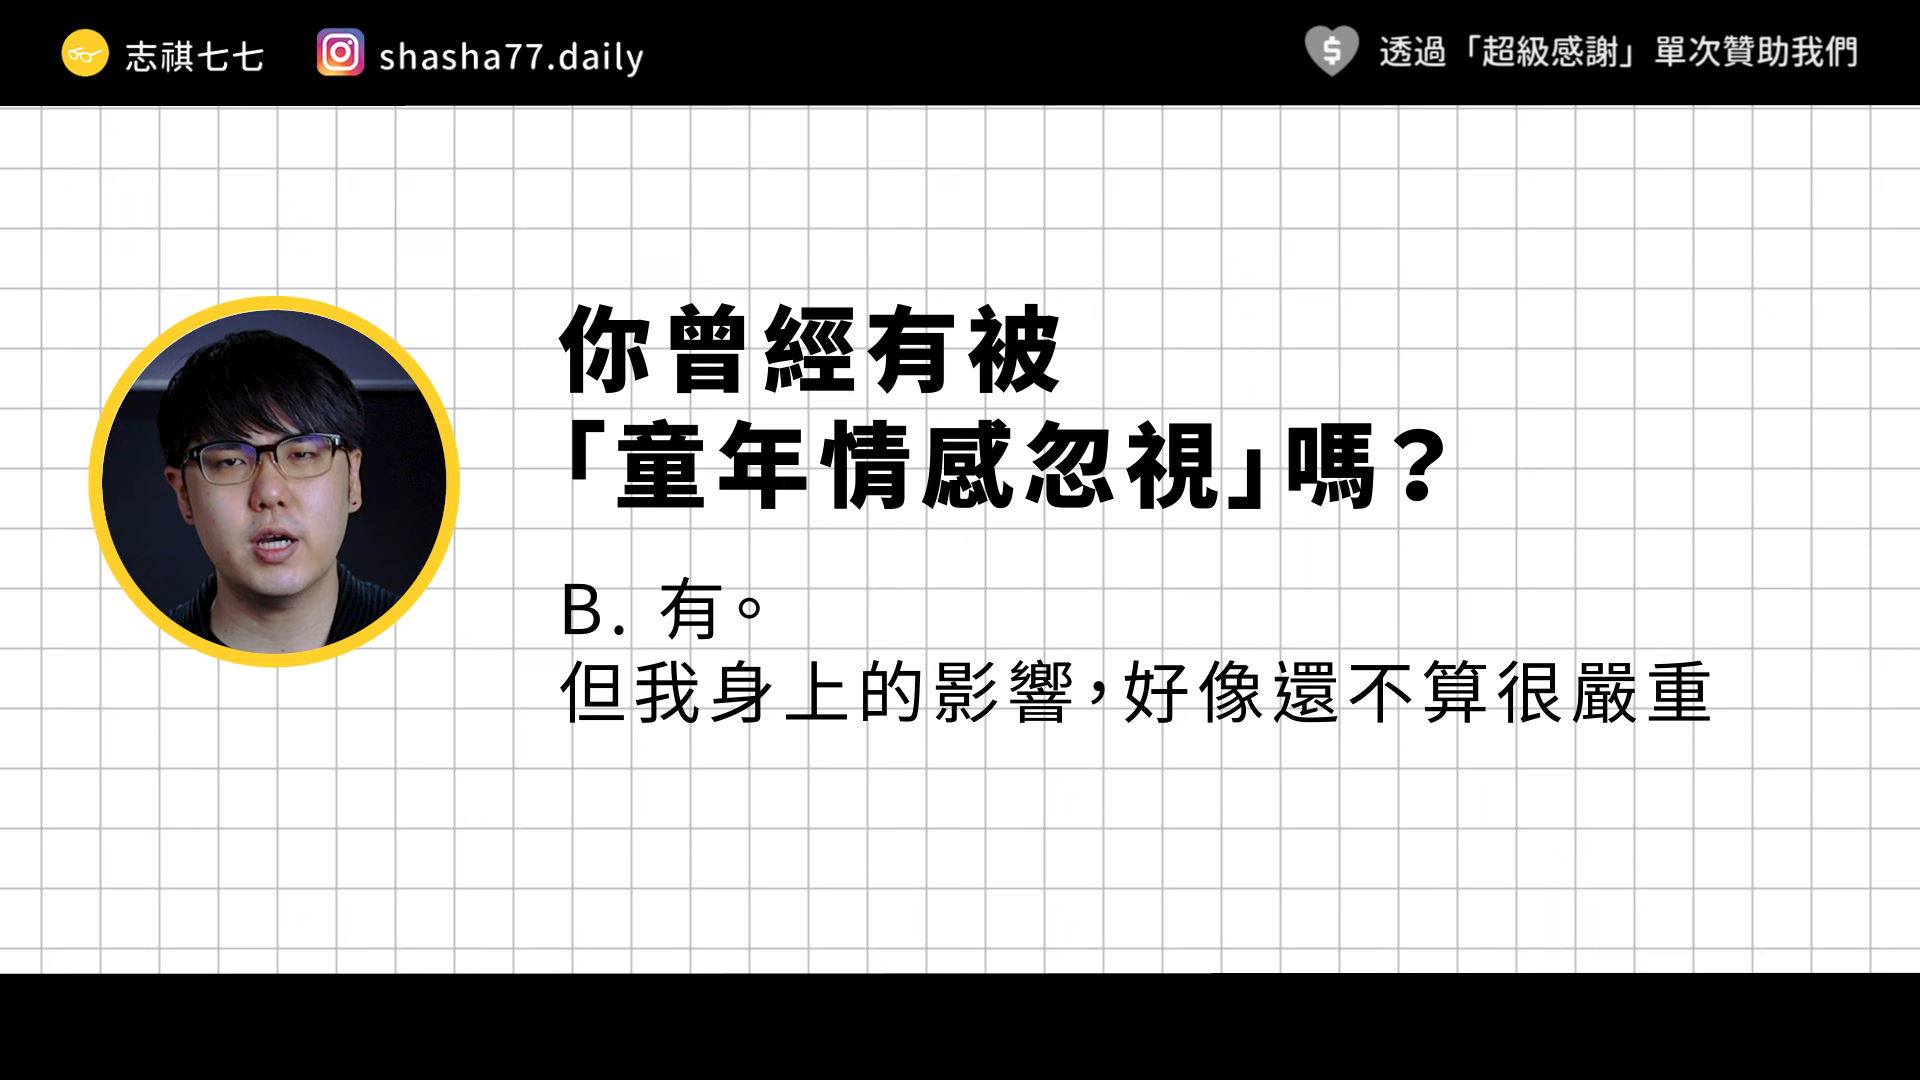 志祺七七
shasha77.daily
透過「超級感謝」單次贊助我們
你曾經有被
「童年情感忽視」嗎？
B. 有。
但我身上的影響，好像還不算很嚴重